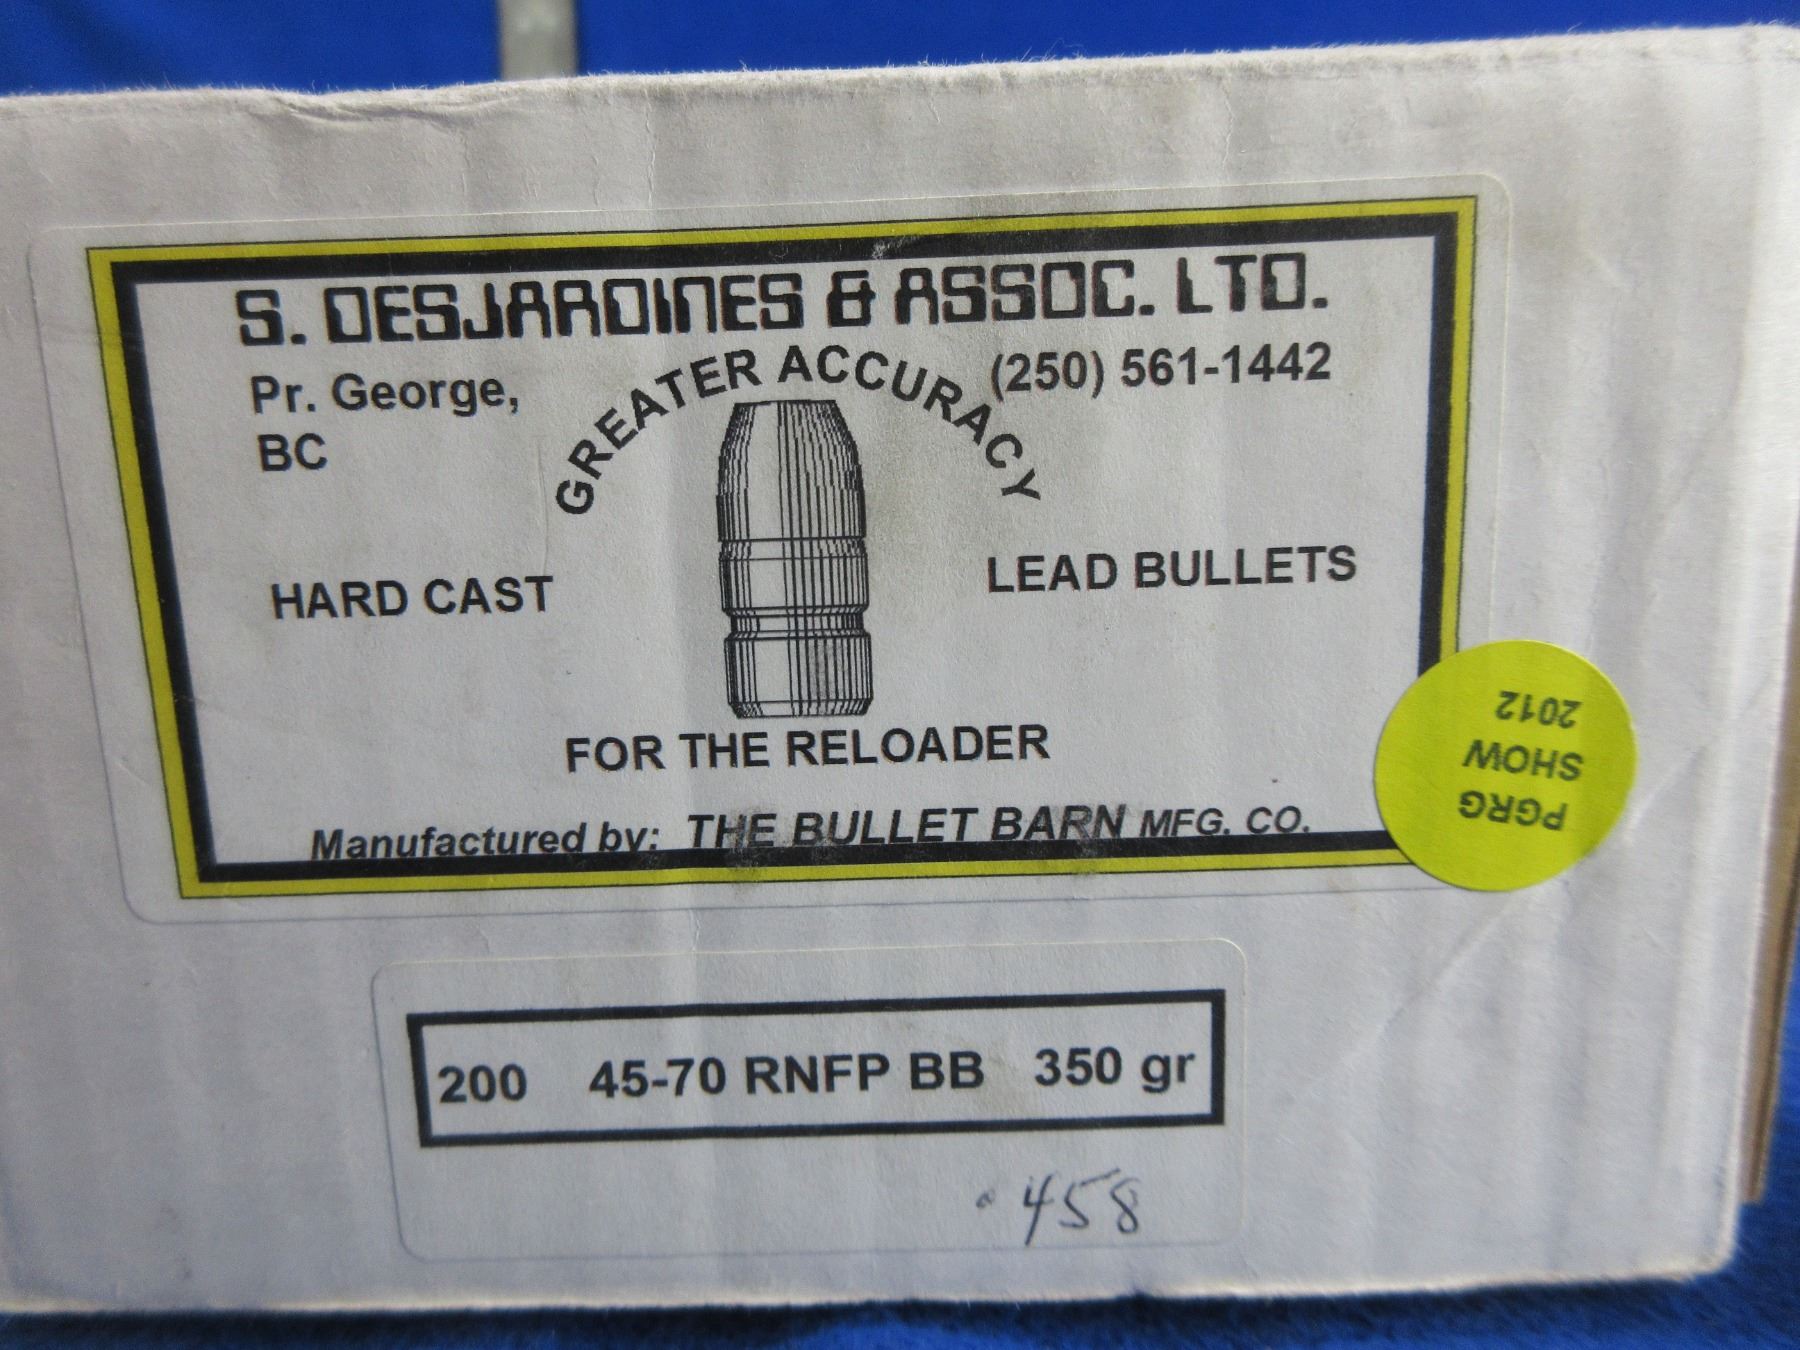 S. DESJARDINES & ASSOC. LTD.
Pr. George,
BC
(250) 561-1442
GREATER ACCURACY
HARD CAST
LEAD BULLETS
FOR THE RELOADER
Manufactured by: THE BULLET BARN MFG. CO.
PGRG
SHOW
2012
200 45-70 RNFP BB 350 gr
.458